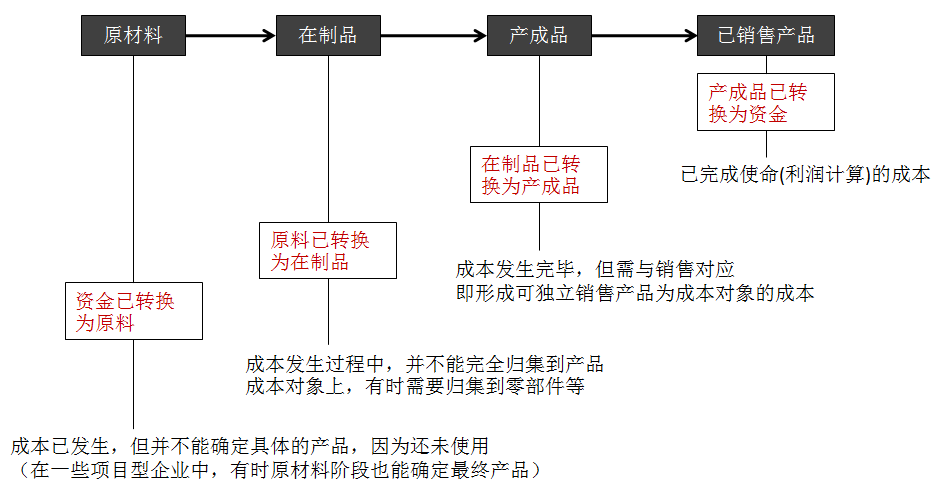 原材料
在制品
产成品
已销售产品
产成品已转
换为资金
已完成使命(利润计算)的成本
在制品已转
换为产成品
成本发生完毕，但需与销售对应
即形成可独立销售产品为成本对象的成本
原料已转换
为在制品
成本发生过程中，并不能完全归集到产品
成本对象上，有时需要归集到零部件等
资金已转换
为原料
成本已发生，但并不能确定具体的产品，因为还未使用
（在一些项目型企业中，有时原材料阶段也能确定最终产品）